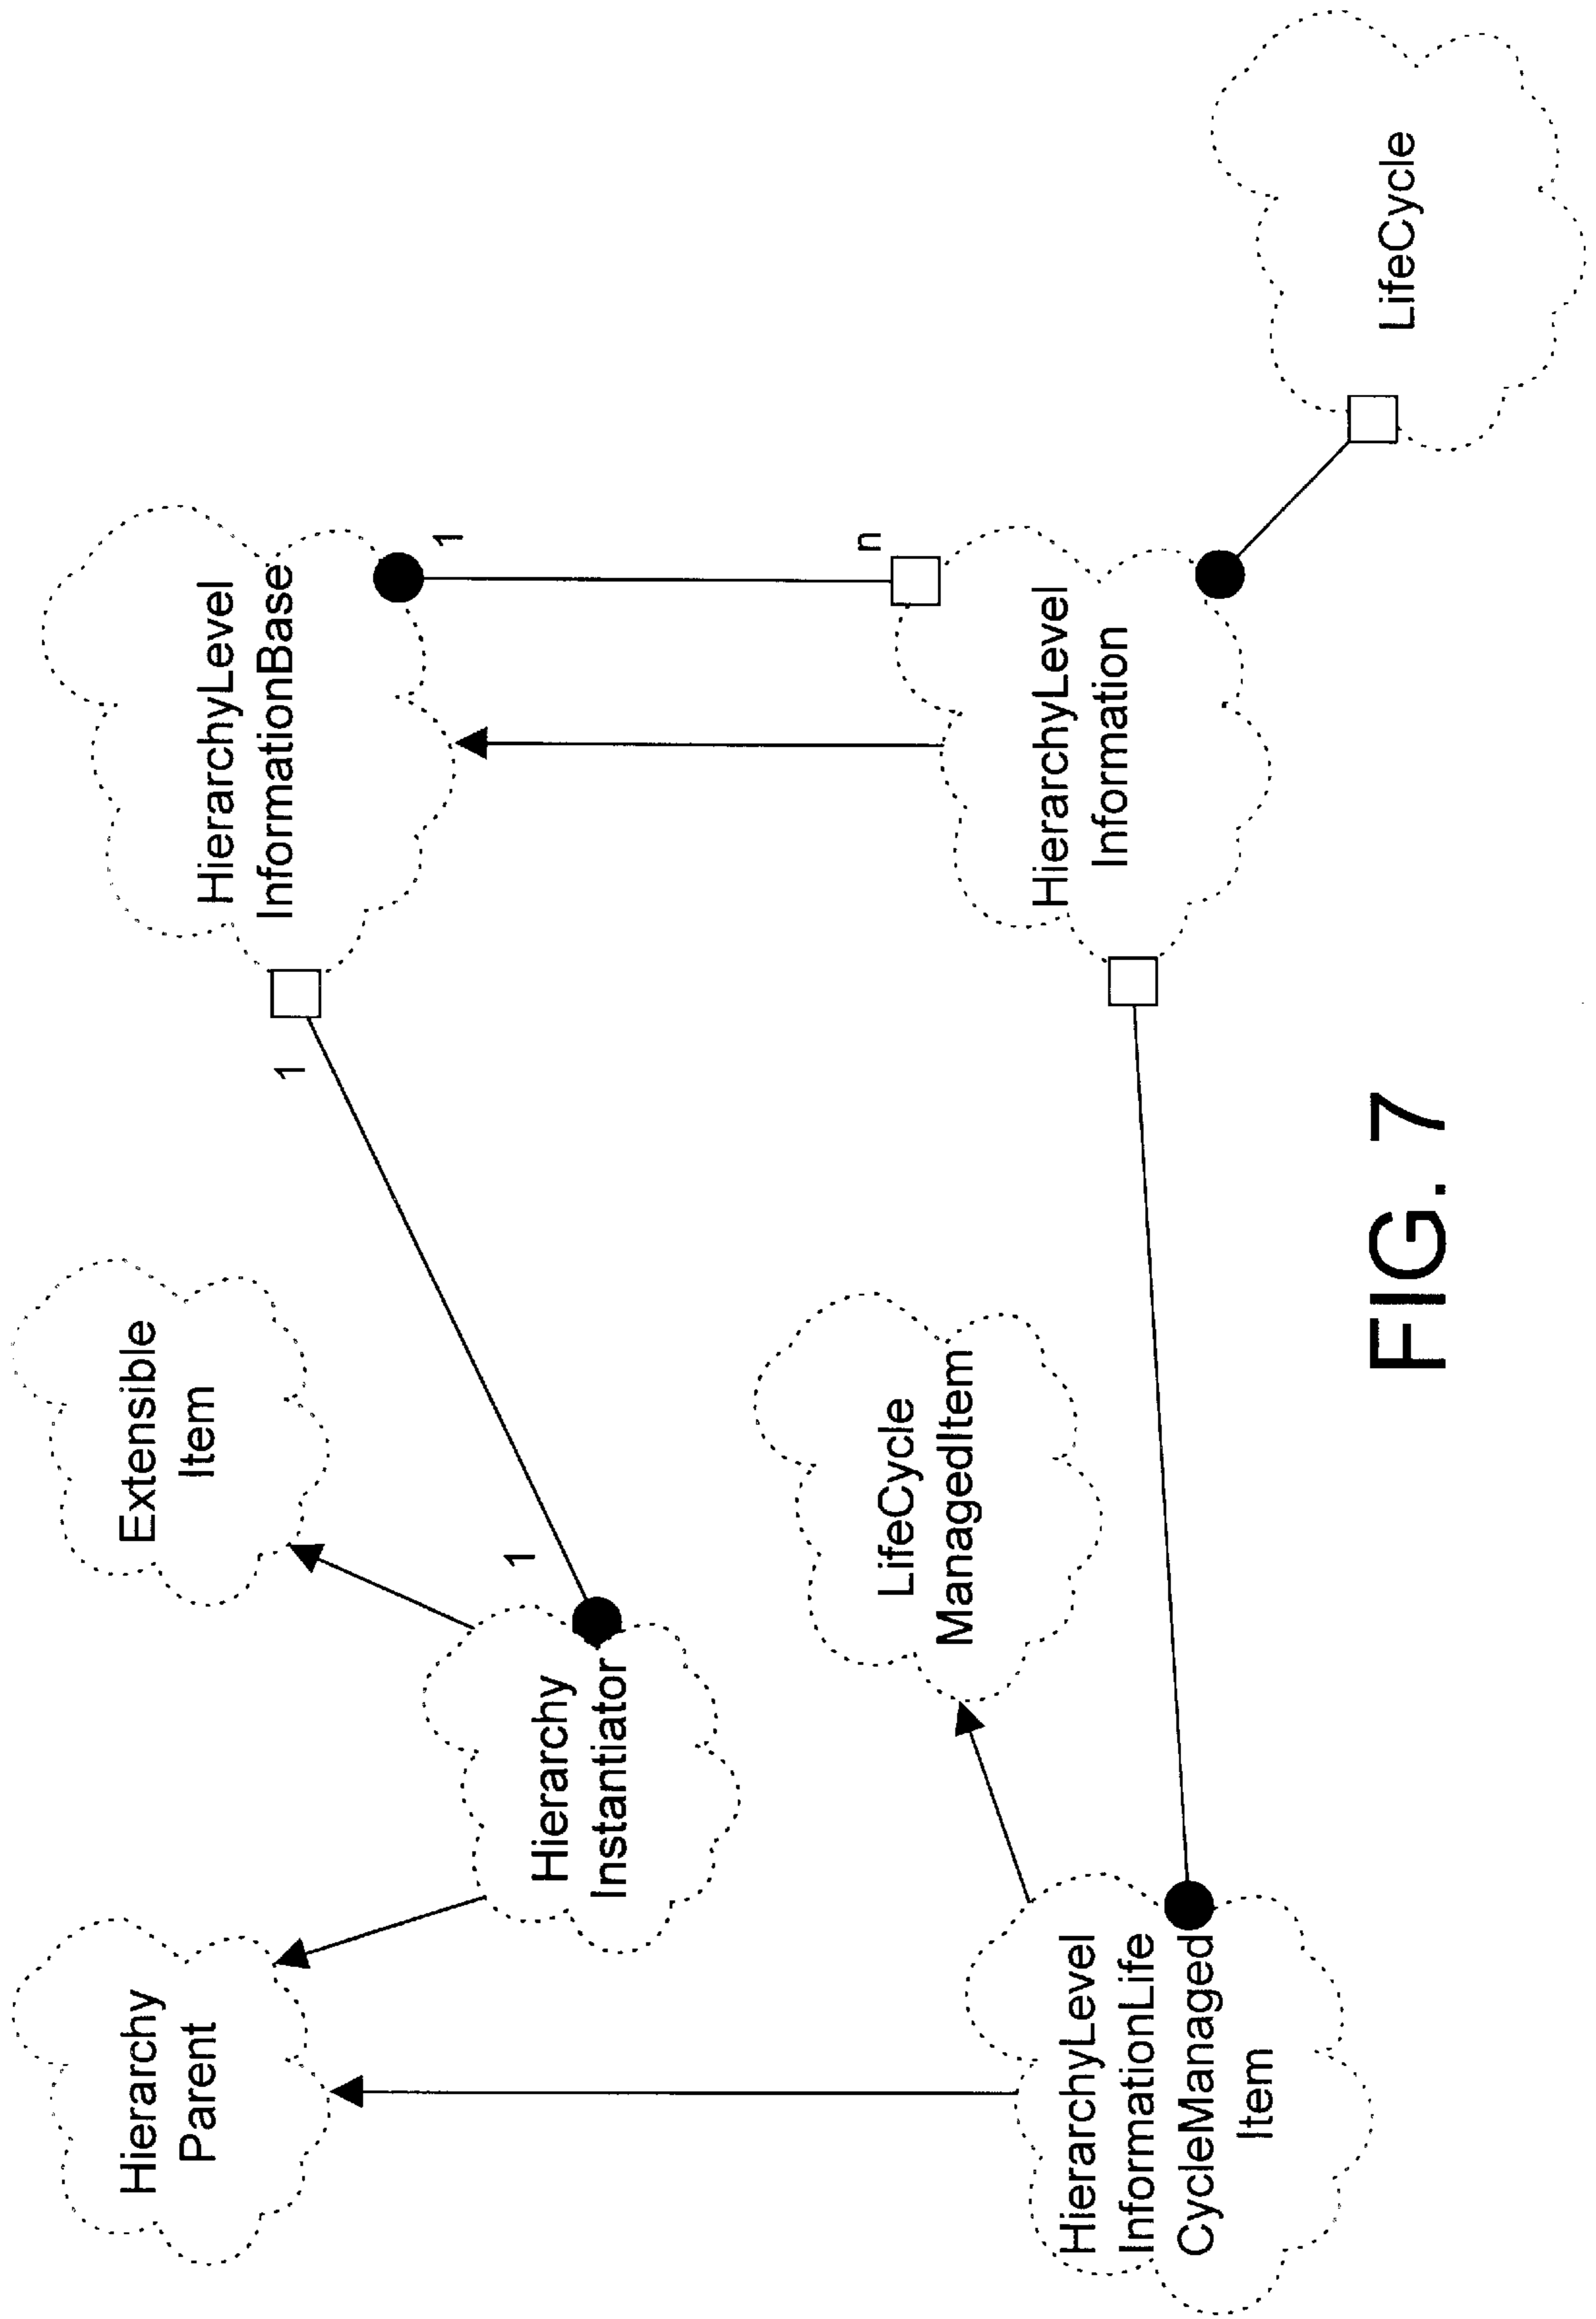 Hierarchy
Parent
Extensible
Item
HierarchyLevel
InformationBase
1
1
1
Hierarchy
Instantiator
n
LifeCycle
ManagedItem
HierarchyLevel
Information
HierarchyLevel
InformationLife
CycleManaged
Item
LifeCycle
FIG. 7